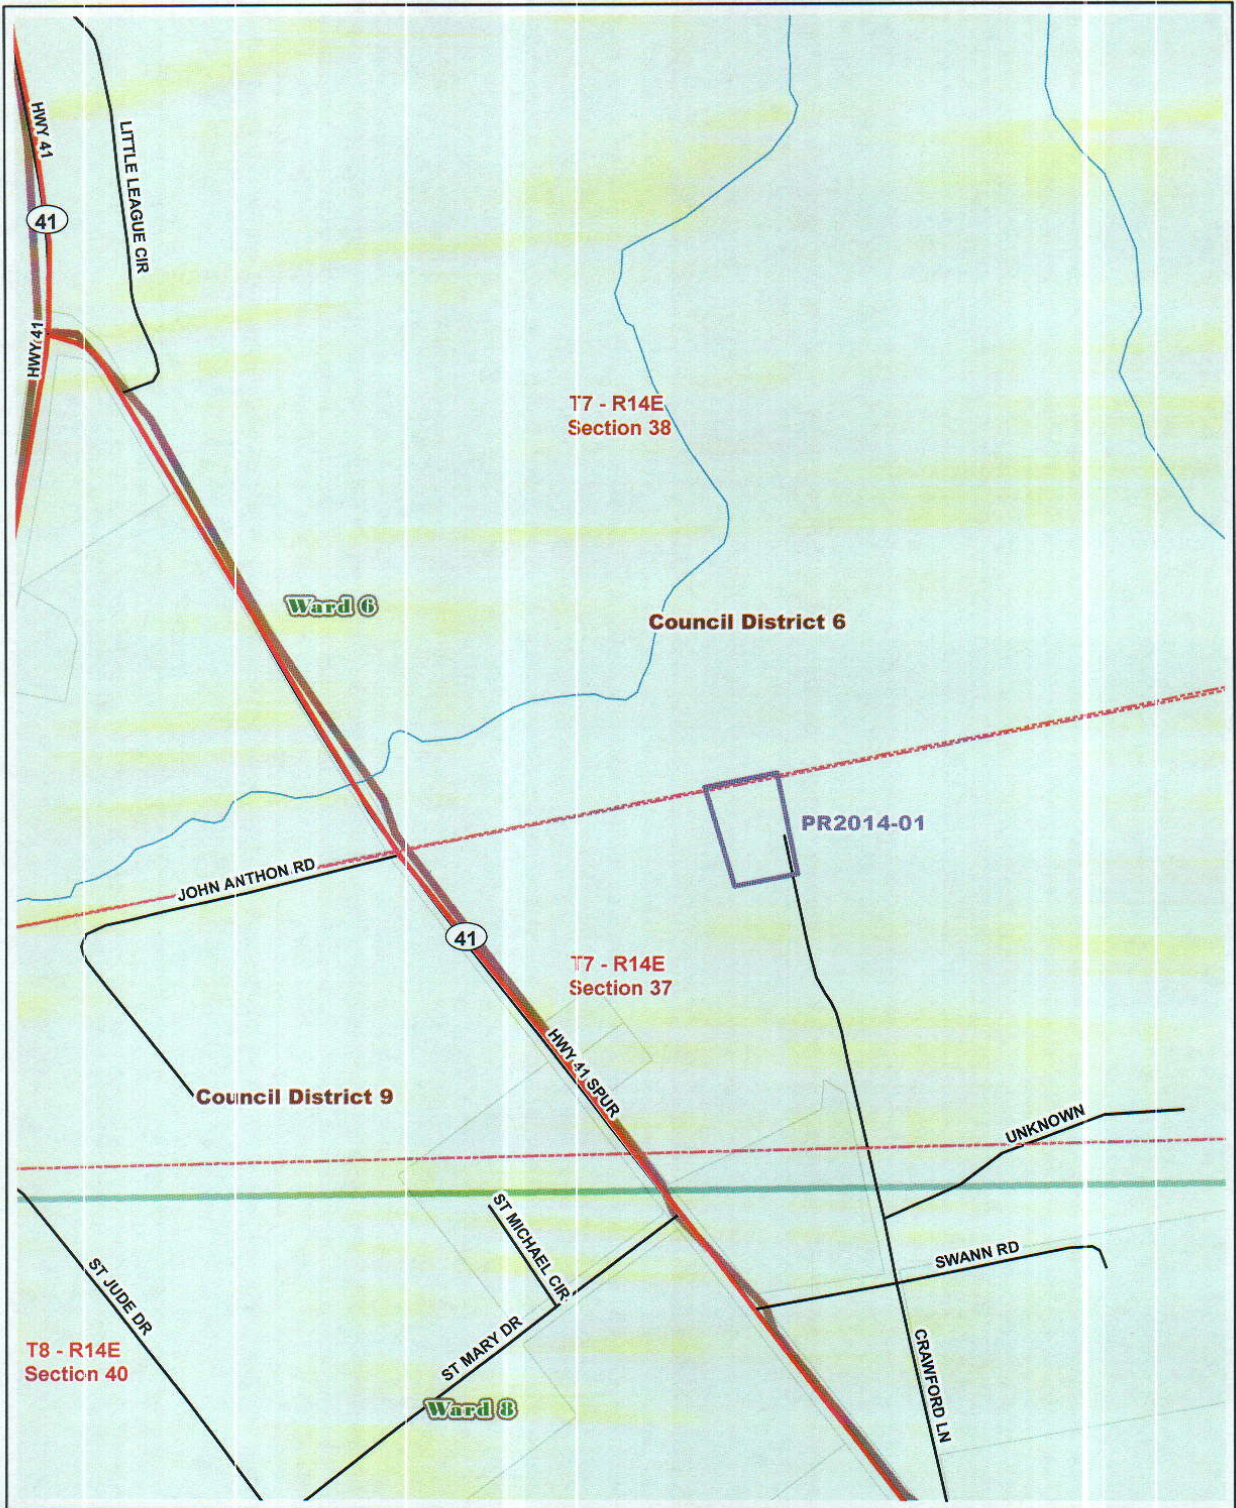 HWY 41
LITTLE LEAGUE CIR
41
HWY 41
T7 - R14E
Section 38
Ward 6
Council District 6
PR2014-01
JOHN ANTHON RD
41
T7 - R14E
Section 37
HWY 41 SPUR
Council District 9
UNKNOWN
ST MICHAEL CIR
SWANN RD
ST JUDE DR
ST MARY DR
T8 - R14E
Section 40
CRAWFORD LN
Ward 8